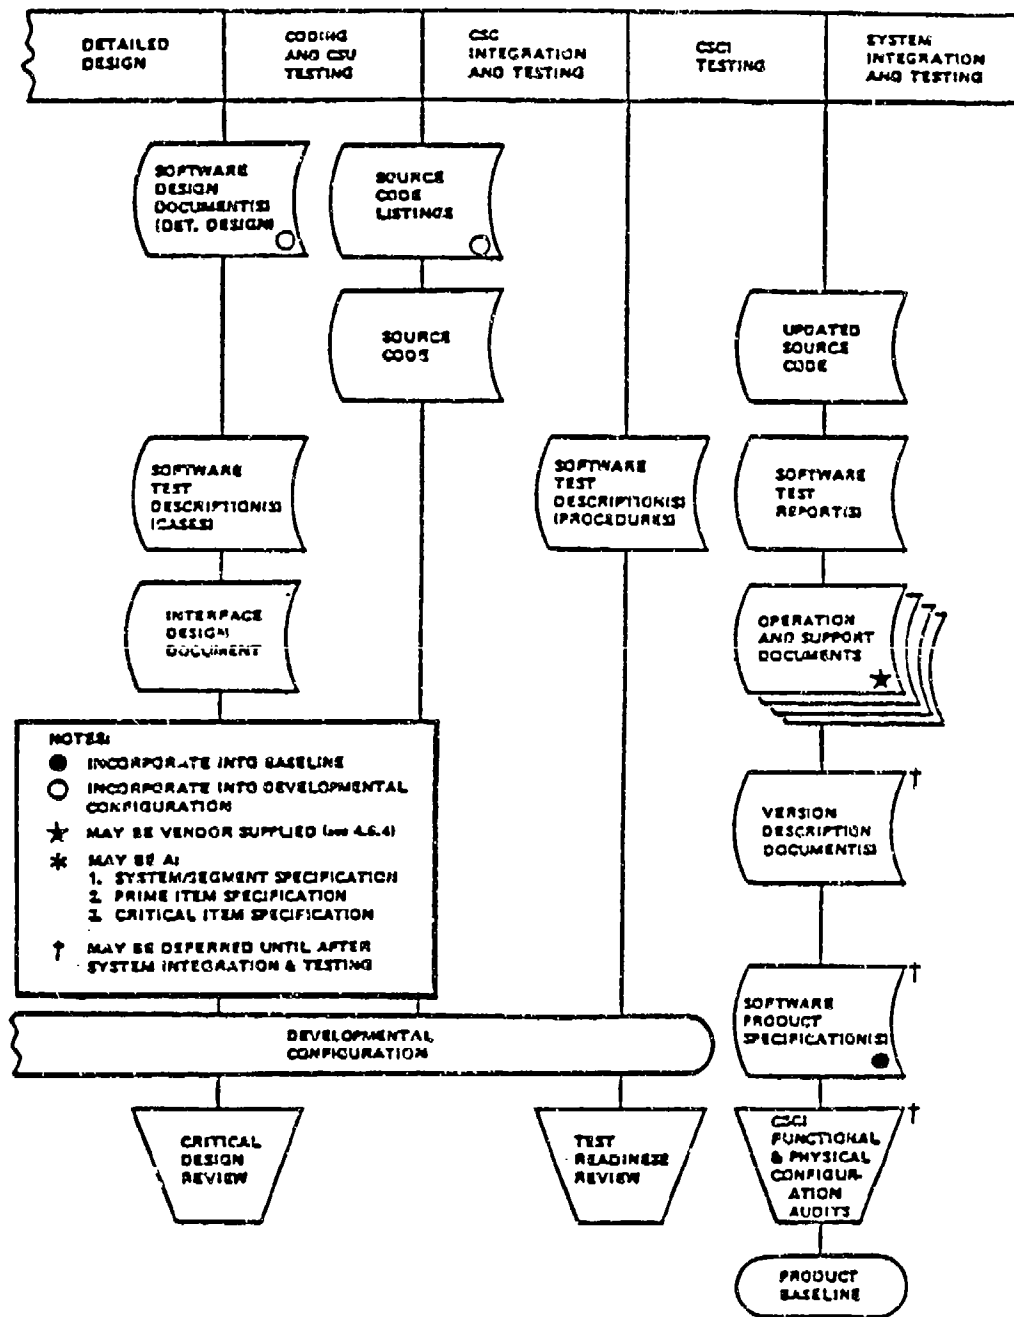 DETAILED
DESIGN
CODING
AND CSU
TESTING
CSC
INTEGRATION
AND TESTING
CSCI
TESTING
SYSTEM
INTEGRATION
AND TESTING
SOFTWARE
DESIGN
DOCUMENT(S)
(DET. DESIGN)
SOURCE
CODE
LISTINGS
SOURCE
CODE
UPDATED
SOURCE
CODE
SOFTWARE
TEST
DESCRIPTION(S)
(CASES)
SOFTWARE
TEST
DESCRIPTION(S)
(PROCEDURES)
SOFTWARE
TEST
REPORT(S)
INTERFACE
DESIGN
DOCUMENT
OPERATION
AND SUPPORT
DOCUMENTS
★
NOTES:
● INCORPORATE INTO BASELINE
○ INCORPORATE INTO DEVELOPMENTAL
CONFIGURATION
★ MAY BE VENDOR SUPPLIED (see 4.6.4)
* MAY BE A:
1. SYSTEM/SEGMENT SPECIFICATION
2. PRIME ITEM SPECIFICATION
3. CRITICAL ITEM SPECIFICATION
† MAY BE DEFERRED UNTIL AFTER
SYSTEM INTEGRATION & TESTING
†
VERSION
DESCRIPTION
DOCUMENT(S)
†
SOFTWARE
PRODUCT
SPECIFICATION(S)
DEVELOPMENTAL
CONFIGURATION
CRITICAL
DESIGN
REVIEW
TEST
READINESE
REVIEW
†
CSCI
FUNCTIONAL
& PHYSICAL
CONFIGUR-
ATION
AUDITS
PRODUCT
BASELINE